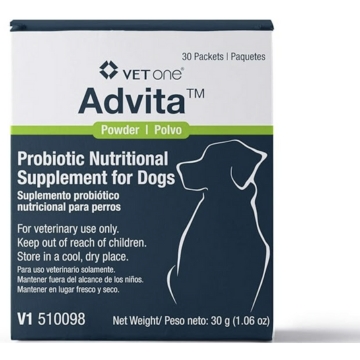 30 Packets | Paquetes
VET one®
Advita™
Powder | Polvo
Probiotic Nutritional
Supplement for Dogs
Suplemento probiótico
nutricional para perros
For veterinary use only.
Keep out of reach of children.
Store in a cool, dry place.
Para uso veterinario solamente.
Mantener fuera del alcance de los niños.
Mantener en lugar fresco y seco.
V1 510098
Net Weight/ Peso neto: 30 g (1.06 oz)